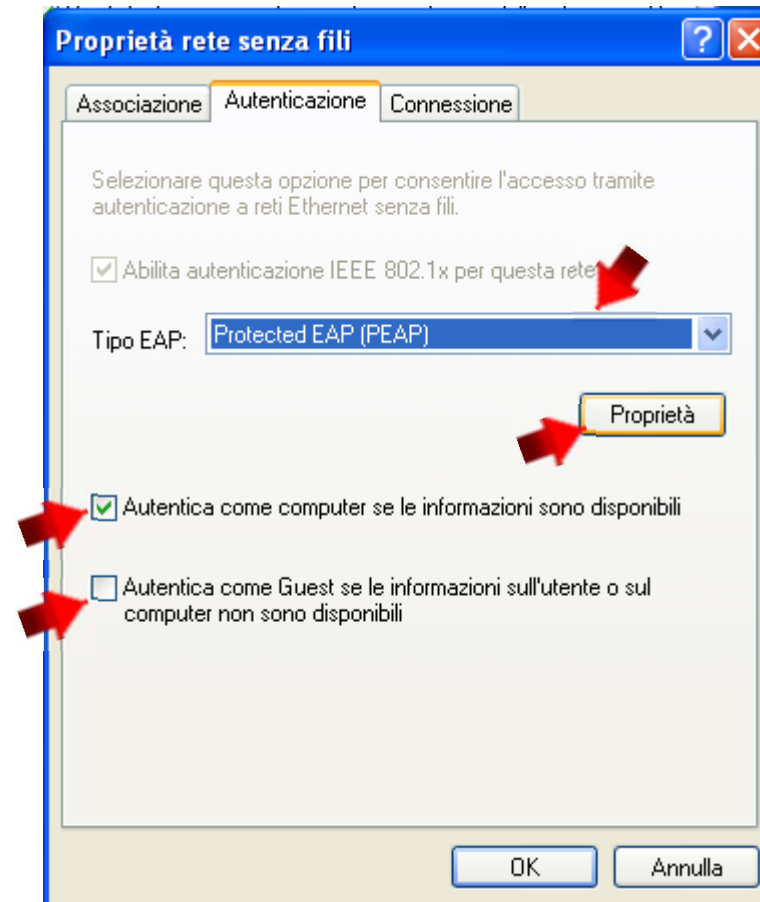 Proprietà rete senza fili
Associazione Autenticazione Connessione
Selezionare questa opzione per consentire l'accesso tramite
autenticazione a reti Ethernet senza fili.
Abilita autenticazione IEEE 802.1x per questa rete
Tipo EAP: Protected EAP (PEAP)
Proprietà
Autentica come computer se le informazioni sono disponibili
Autentica come Guest se le informazioni sull'utente o sul
computer non sono disponibili
OK Annulla